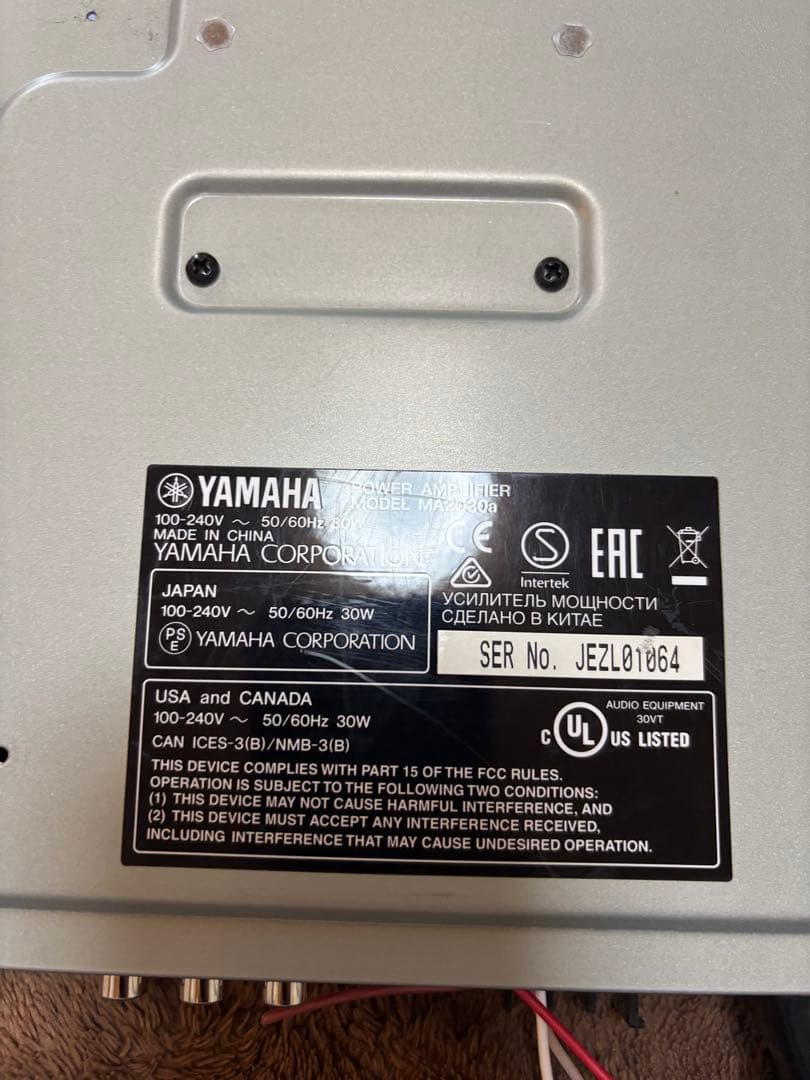 YAMAHA POWER AMPLIFIER
MODEL MA2030a
100-240V ～ 50/60Hz 30W
MADE IN CHINA
YAMAHA CORPORATION
CE
Intertek
EAC
JAPAN
100-240V ～ 50/60Hz 30W
PSE YAMAHA CORPORATION
УСИЛИТЕЛЬ МОЩНОСТИ
СДЕЛАНО В КИТАЕ
SER No. JEZL01064
USA and CANADA
100-240V ～ 50/60Hz 30W
CAN ICES-3(B)/NMB-3(B)
C UL US LISTED
AUDIO EQUIPMENT
30VT
THIS DEVICE COMPLIES WITH PART 15 OF THE FCC RULES.
OPERATION IS SUBJECT TO THE FOLLOWING TWO CONDITIONS:
(1) THIS DEVICE MAY NOT CAUSE HARMFUL INTERFERENCE, AND
(2) THIS DEVICE MUST ACCEPT ANY INTERFERENCE RECEIVED,
INCLUDING INTERFERENCE THAT MAY CAUSE UNDESIRED OPERATION.